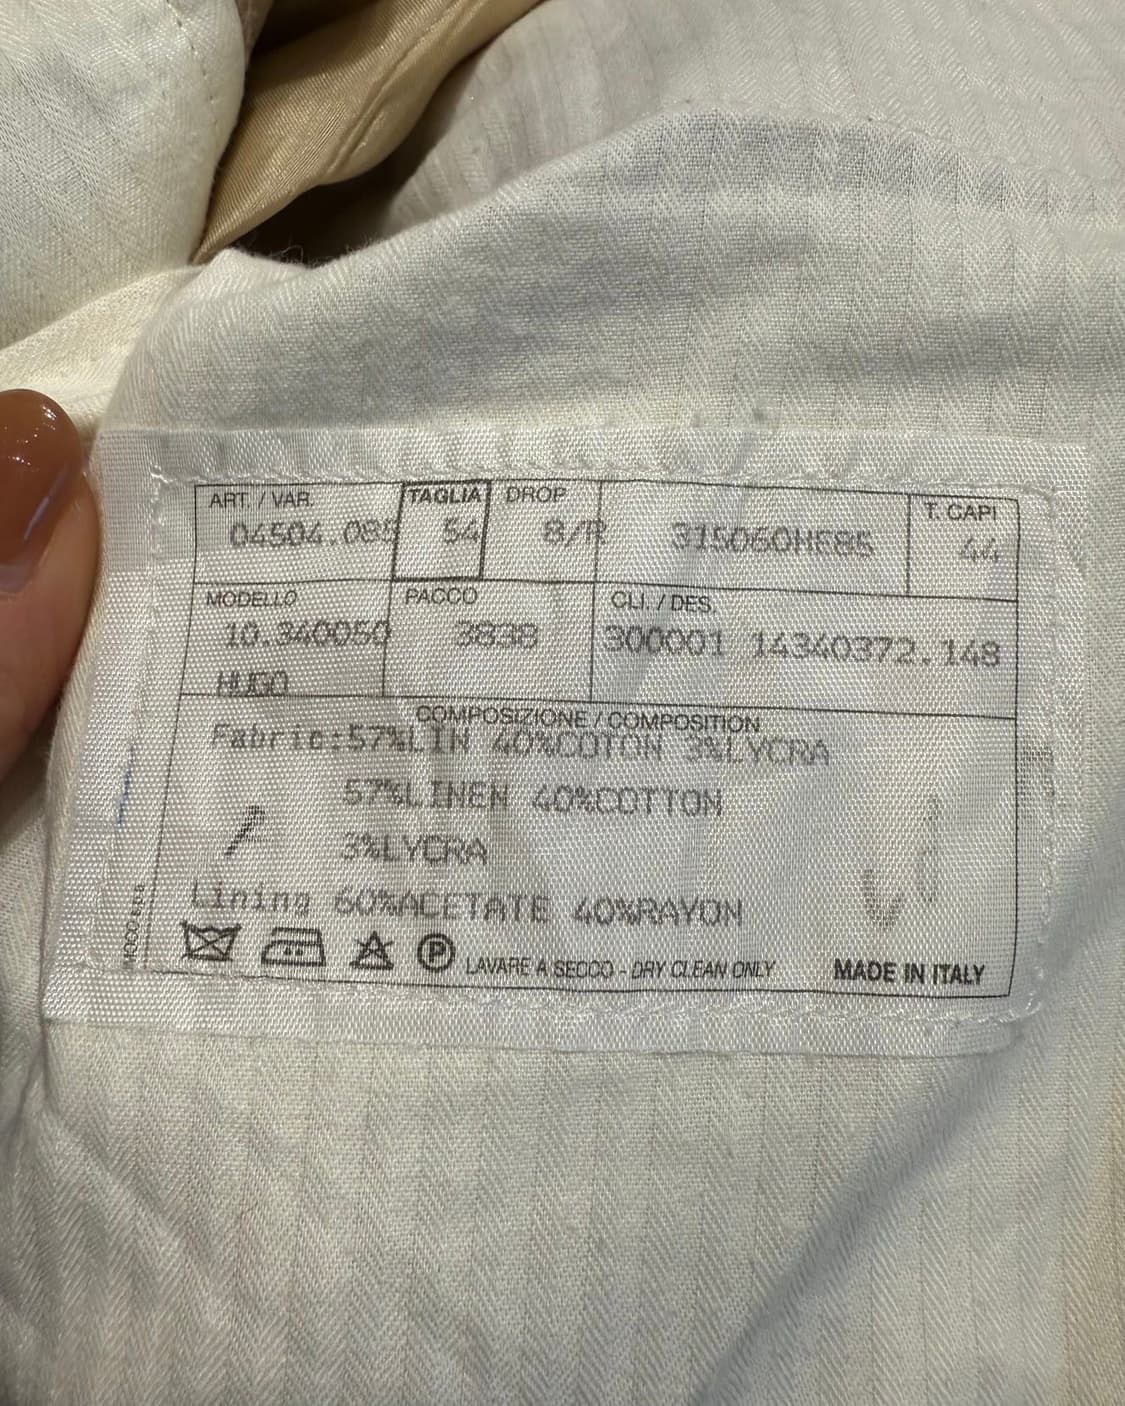 ART. / VAR. TAGLIA DROP T. CAPI
04504.085 54 8/R 315060HE85 44
MODELLO PACCO CLI. / DES.
10.340050 3838 300001 14340372.148
HUGO
COMPOSIZIONE / COMPOSITION
Fabric:57%LIN 40%COTON 3%LYCRA
57%LINEN 40%COTTON
3%LYCRA
Lining 60%ACETATE 40%RAYON
P LAVARE A SECCO - DRY CLEAN ONLY MADE IN ITALY